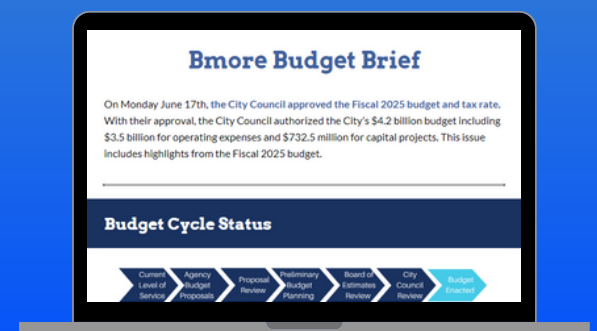 Bmore Budget Brief
On Monday June 17th, the City Council approved the Fiscal 2025 budget and tax rate.
With their approval, the City Council authorized the City's $4.2 billion budget including
$3.5 billion for operating expenses and $732.5 million for capital projects. This issue
includes highlights from the Fiscal 2025 budget.
Budget Cycle Status
Current
Level of
Service
Agency
Budget
Proposals
Proposal
Review
Preliminary
Budget
Planning
Board of
Estimates
Review
City
Council
Review
Budget
Enacted